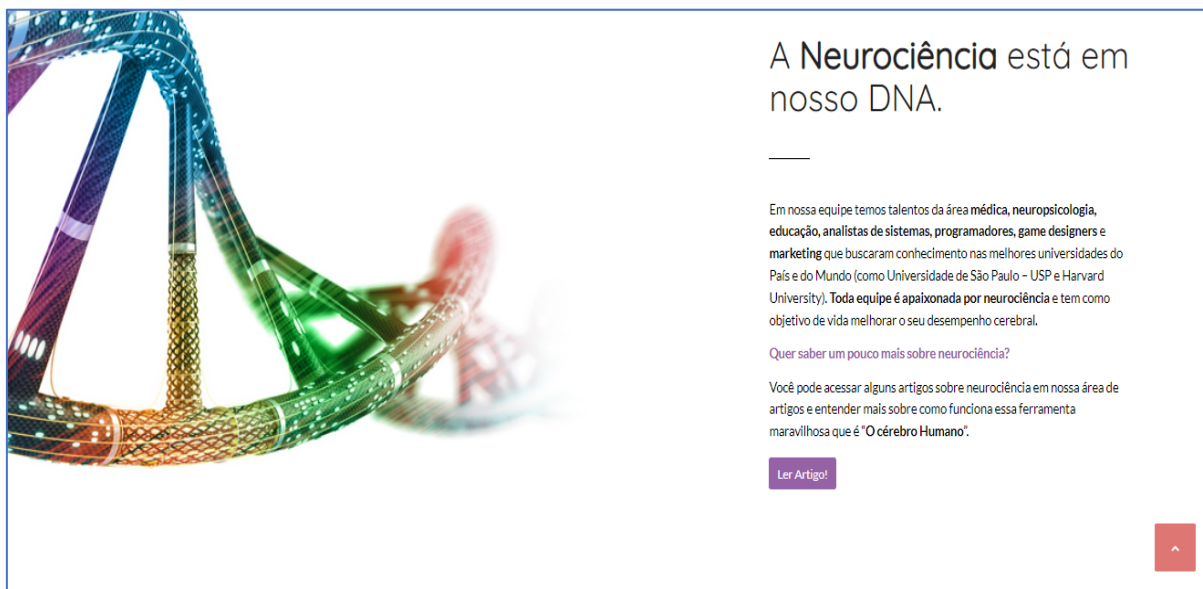 A Neurociência está em
nosso DNA.
Em nossa equipe temos talentos da área médica, neuropsicologia,
educação, analistas de sistemas, programadores, game designers e
marketing que buscaram conhecimento nas melhores universidades do
País e do Mundo (como Universidade de São Paulo – USP e Harvard
University). Toda equipe é apaixonada por neurociência e tem como
objetivo de vida melhorar o seu desempenho cerebral.
Quer saber um pouco mais sobre neurociência?
Você pode acessar alguns artigos sobre neurociência em nossa área de
artigos e entender mais sobre como funciona essa ferramenta
maravilhosa que é "O cérebro Humano".
Ler Artigo!